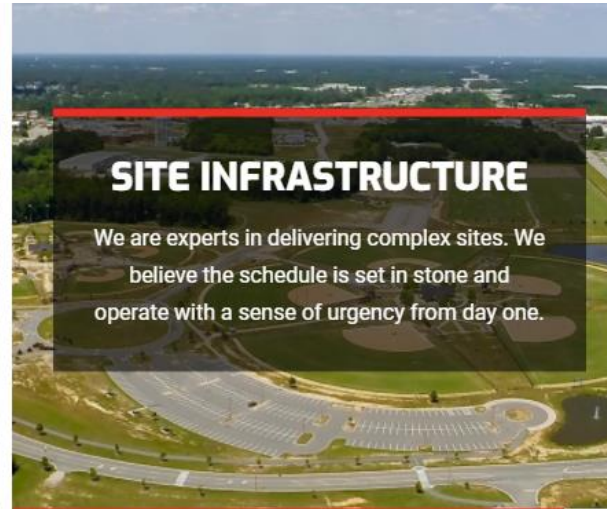 SITE INFRASTRUCTURE
We are experts in delivering complex sites. We
believe the schedule is set in stone and
operate with a sense of urgency from day one.